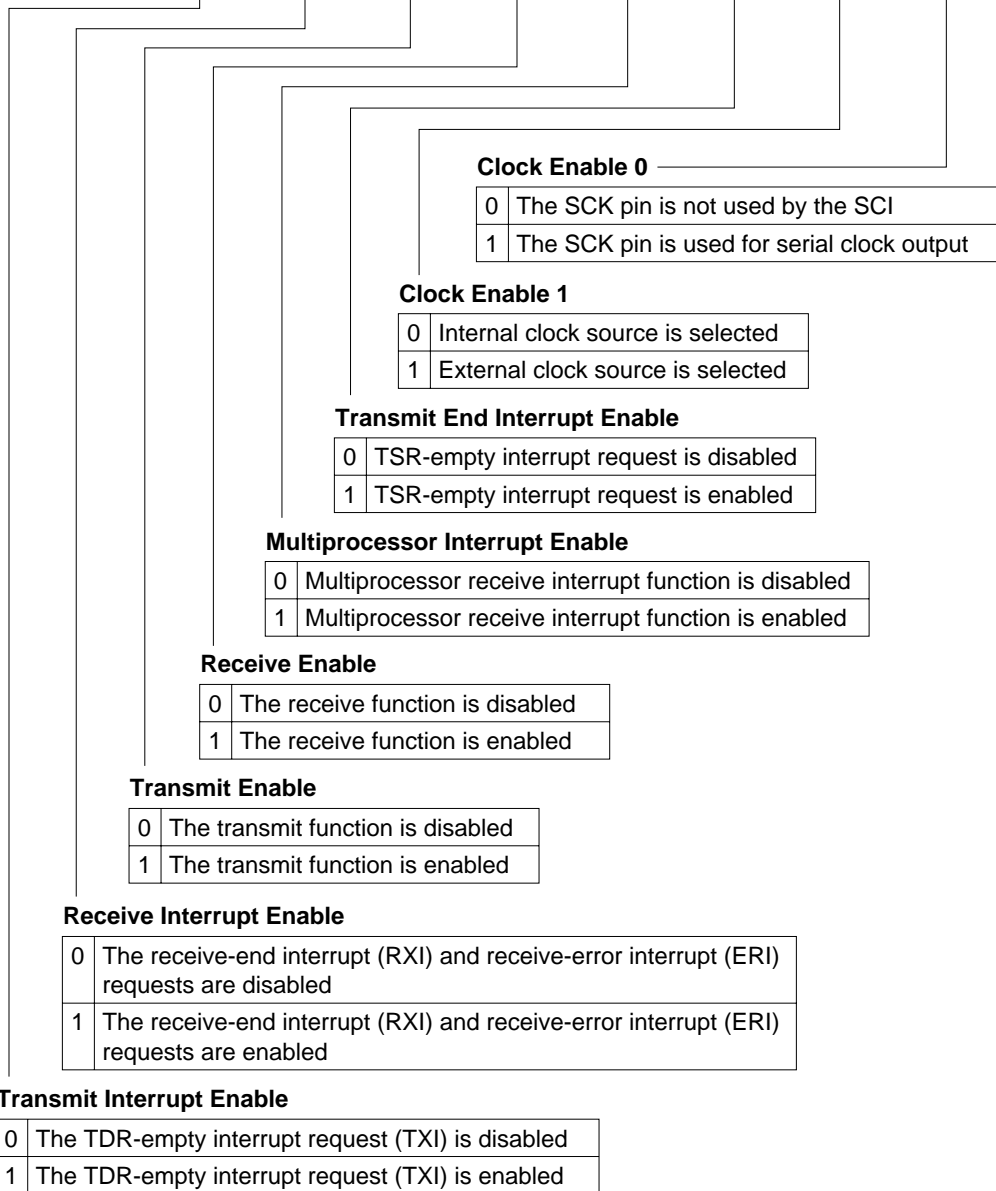 Clock Enable 0
0 The SCK pin is not used by the SCI
1 The SCK pin is used for serial clock output
Clock Enable 1
0 Internal clock source is selected
1 External clock source is selected
Transmit End Interrupt Enable
0 TSR-empty interrupt request is disabled
1 TSR-empty interrupt request is enabled
Multiprocessor Interrupt Enable
0 Multiprocessor receive interrupt function is disabled
1 Multiprocessor receive interrupt function is enabled
Receive Enable
0 The receive function is disabled
1 The receive function is enabled
Transmit Enable
0 The transmit function is disabled
1 The transmit function is enabled
Receive Interrupt Enable
0 The receive-end interrupt (RXI) and receive-error interrupt (ERI)
requests are disabled
1 The receive-end interrupt (RXI) and receive-error interrupt (ERI)
requests are enabled
Transmit Interrupt Enable
0 The TDR-empty interrupt request (TXI) is disabled
1 The TDR-empty interrupt request (TXI) is enabled